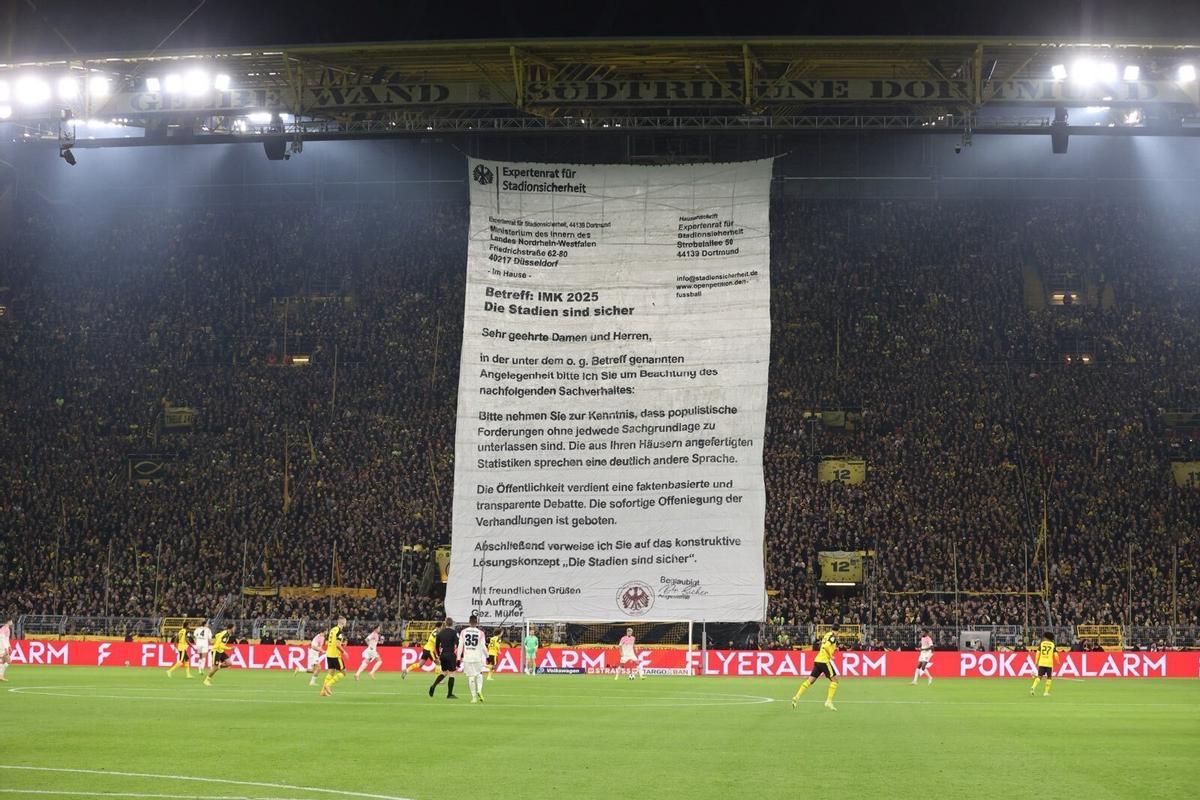 GELBE WAND SÜDTRIBÜNE DORTMUND
Expertenrat für
Stadionsicherheit
Expertenrat für Stadionsicherheit, 44139 Dortmund
Ministerium des Innern des
Landes Nordrhein-Westfalen
Friedrichstraße 62-80
40217 Düsseldorf
- Im Hause -
Hausanschrift
Expertenrat für
Stadionsicherheit
Strobelallee 50
44139 Dortmund
info@stadionsicherheit.de
www.openpetition.de/-
fussball
Betreff: IMK 2025
Die Stadien sind sicher
Sehr geehrte Damen und Herren,
in der unter dem o. g. Betreff genannten
Angelegenheit bitte ich Sie um Beachtung des
nachfolgenden Sachverhaltes:
Bitte nehmen Sie zur Kenntnis, dass populistische
Forderungen ohne jedwede Sachgrundlage zu
unterlassen sind. Die aus Ihren Häusern angefertigten
Statistiken sprechen eine deutlich andere Sprache.
Die Öffentlichkeit verdient eine faktenbasierte und
transparente Debatte. Die sofortige Offenlegung der
Verhandlungen ist geboten.
Abschließend verweise ich Sie auf das konstruktive
Lösungskonzept „Die Stadien sind sicher“.
Mit freundlichen Grüßen
Im Auftrag
Gez. Müller
Beglaubigt
Angestellte
12
12
ARM FLYERALARM FLYERALARM POKALARM
Volkswagen STRAUSS TARGOBANK
4
35
27